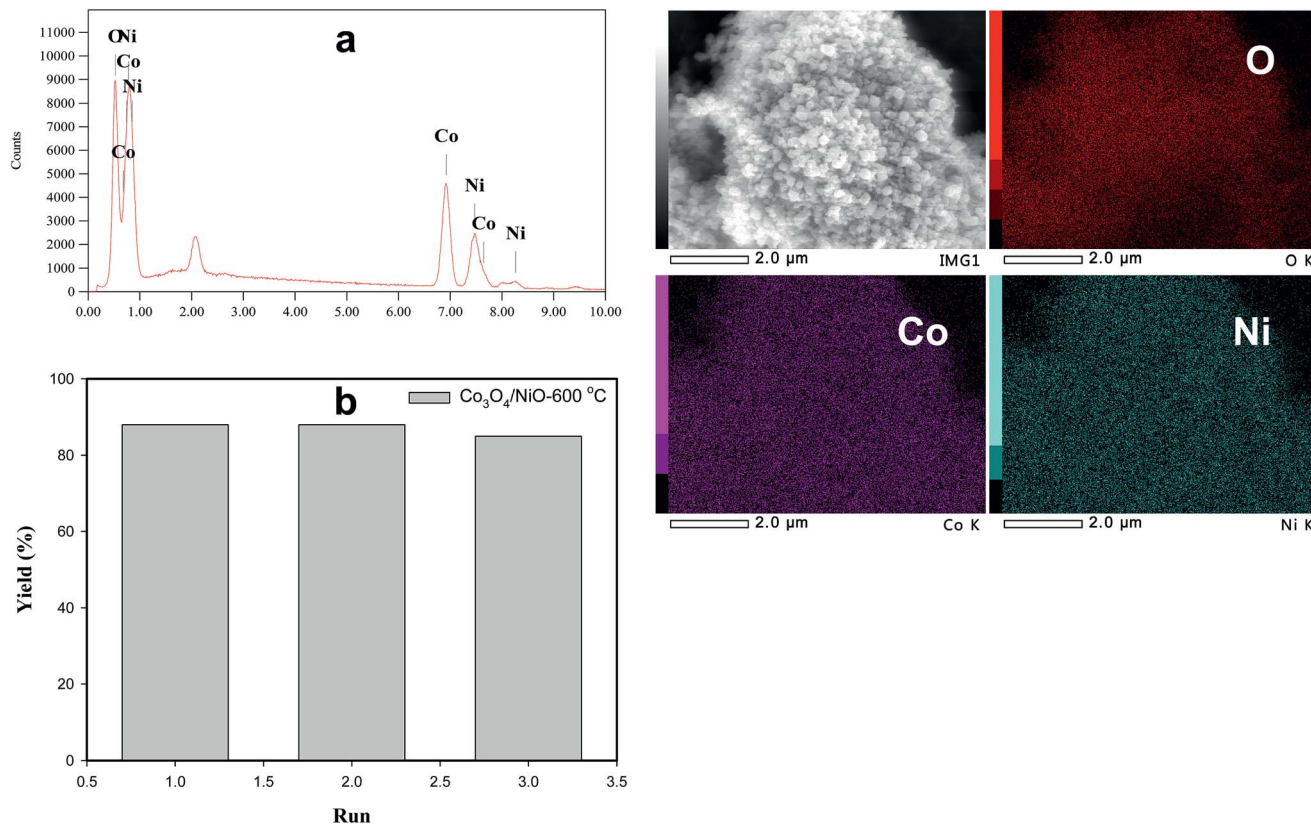 a
Counts
11000
10000
9000
8000
7000
6000
5000
4000
3000
2000
1000
0
O Ni
Co
Ni
Co
Co
Ni
Co
Ni
0.00 1.00 2.00 3.00 4.00 5.00 6.00 7.00 8.00 9.00 10.00
2.0 µm IMG1
O
2.0 µm O K
Co
2.0 µm Co K
Ni
2.0 µm Ni K
b
Co₃O₄/NiO-600 °C
Yield (%)
100
80
60
40
20
0
0.5 1.0 1.5 2.0 2.5 3.0 3.5
Run